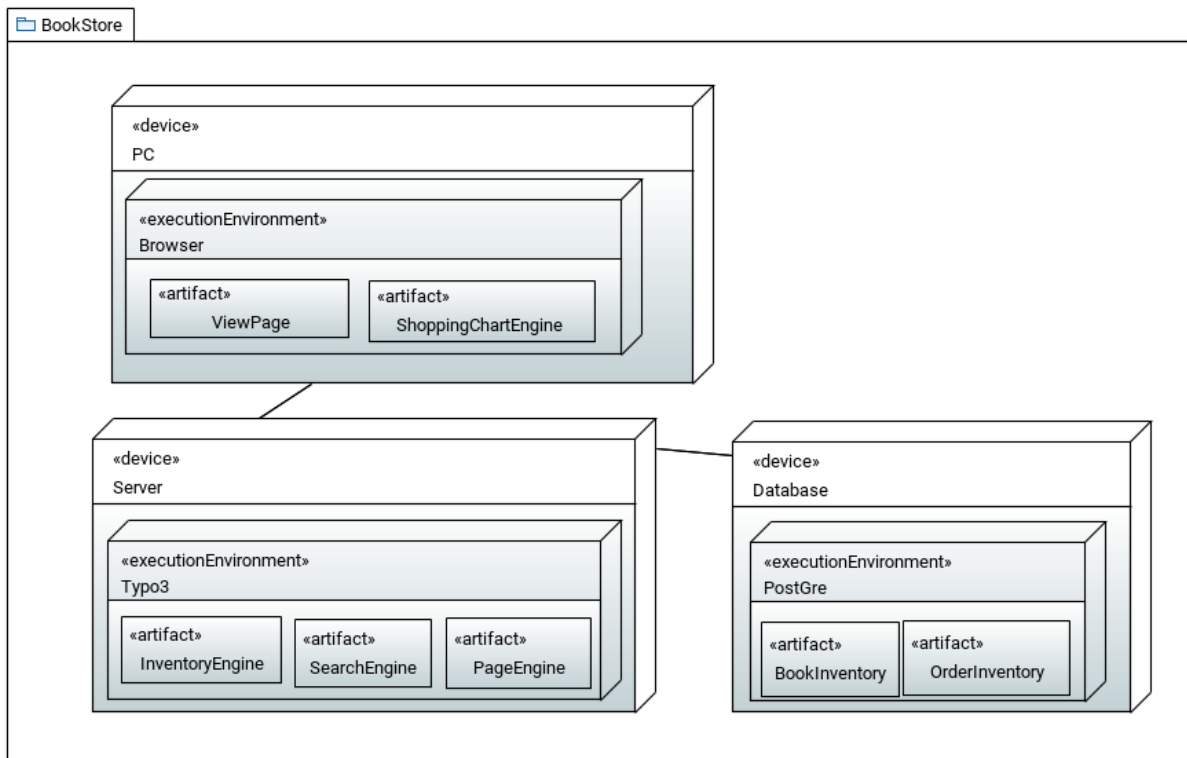 BookStore
«device»
PC
«executionEnvironment»
Browser
«artifact»
ViewPage
«artifact»
ShoppingChartEngine
«device»
Server
«executionEnvironment»
Typo3
«artifact»
InventoryEngine
«artifact»
SearchEngine
«artifact»
PageEngine
«device»
Database
«executionEnvironment»
PostGre
«artifact»
BookInventory
«artifact»
OrderInventory